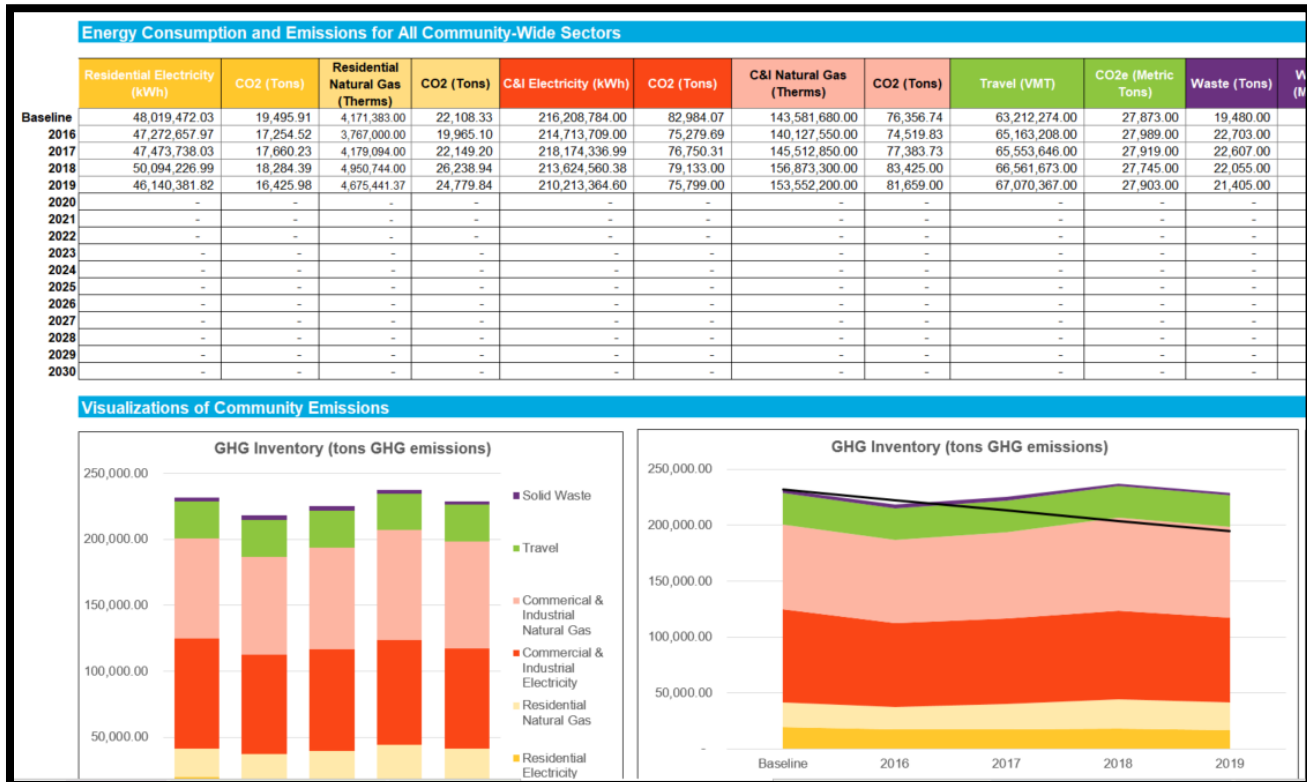 Energy Consumption and Emissions for All Community-Wide Sectors
Residential Electricity (kWh) CO2 (Tons) Residential Natural Gas (Therms) CO2 (Tons) C&I Electricity (kWh) CO2 (Tons) C&I Natural Gas (Therms) CO2 (Tons) Travel (VMT) CO2e (Metric Tons) Waste (Tons)
Baseline 48,019,472.03 19,495.91 4,171,383.00 22,108.33 216,208,784.00 82,984.07 143,581,680.00 76,356.74 63,212,274.00 27,873.00 19,480.00
2016 47,272,657.97 17,254.52 3,767,000.00 19,965.10 214,713,709.00 75,279.69 140,127,550.00 74,519.83 65,163,208.00 27,989.00 22,703.00
2017 47,473,738.03 17,660.23 4,179,094.00 22,149.20 218,174,336.99 76,750.31 145,512,850.00 77,383.73 65,553,646.00 27,919.00 22,607.00
2018 50,094,226.99 18,284.39 4,950,744.00 26,238.94 213,624,560.38 79,133.00 156,873,300.00 83,425.00 66,561,673.00 27,745.00 22,055.00
2019 46,140,381.82 16,425.98 4,675,441.37 24,779.84 210,213,364.60 75,799.00 153,552,200.00 81,659.00 67,070,367.00 27,903.00 21,405.00
2020 - - - - - - - - - - -
2021 - - - - - - - - - - -
2022 - - - - - - - - - - -
2023 - - - - - - - - - - -
2024 - - - - - - - - - - -
2025 - - - - - - - - - - -
2026 - - - - - - - - - - -
2027 - - - - - - - - - - -
2028 - - - - - - - - - - -
2029 - - - - - - - - - - -
2030 - - - - - - - - - - -
Visualizations of Community Emissions
GHG Inventory (tons GHG emissions)
250,000.00
200,000.00
150,000.00
100,000.00
50,000.00
Solid Waste
Travel
Commerical &
Industrial
Natural Gas
Commercial &
Industrial
Electricity
Residential
Natural Gas
Residential
Electricity
GHG Inventory (tons GHG emissions)
250,000.00
200,000.00
150,000.00
100,000.00
50,000.00
-
Baseline 2016 2017 2018 2019